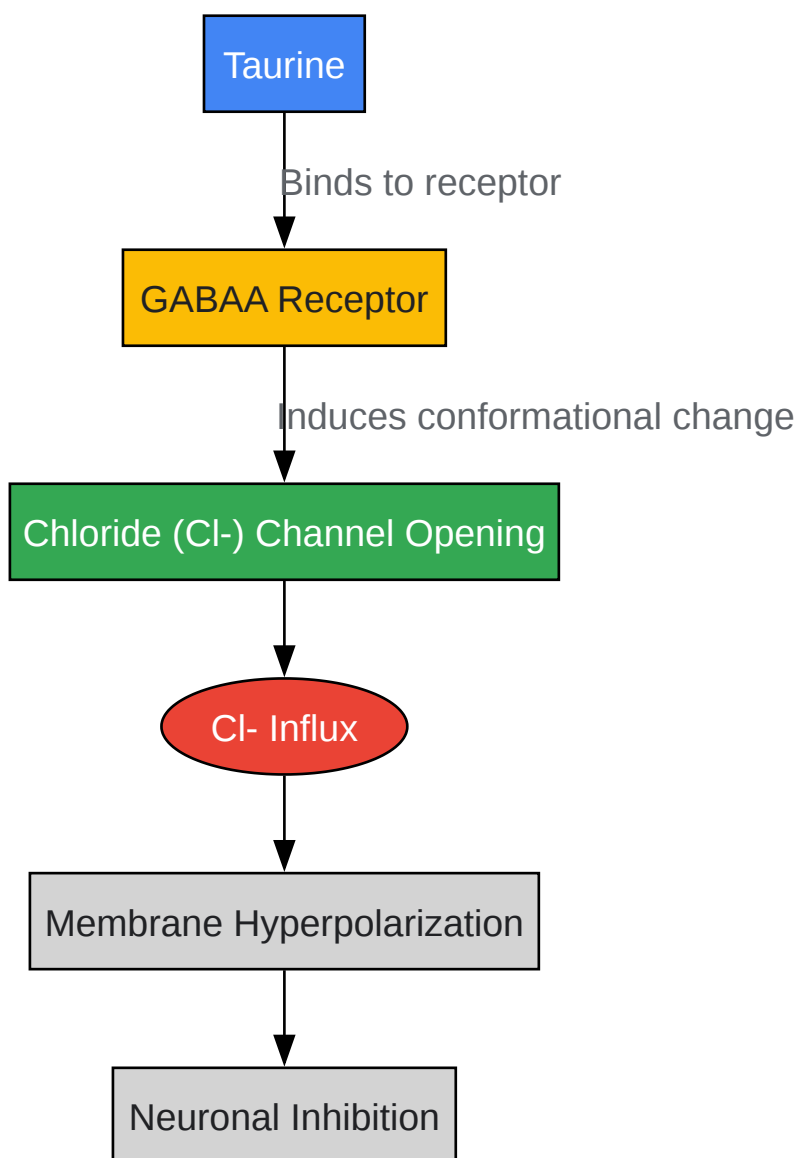 Taurine
Binds to receptor
GABAA Receptor
Induces conformational change
Chloride (Cl-) Channel Opening
Cl- Influx
Membrane Hyperpolarization
Neuronal Inhibition